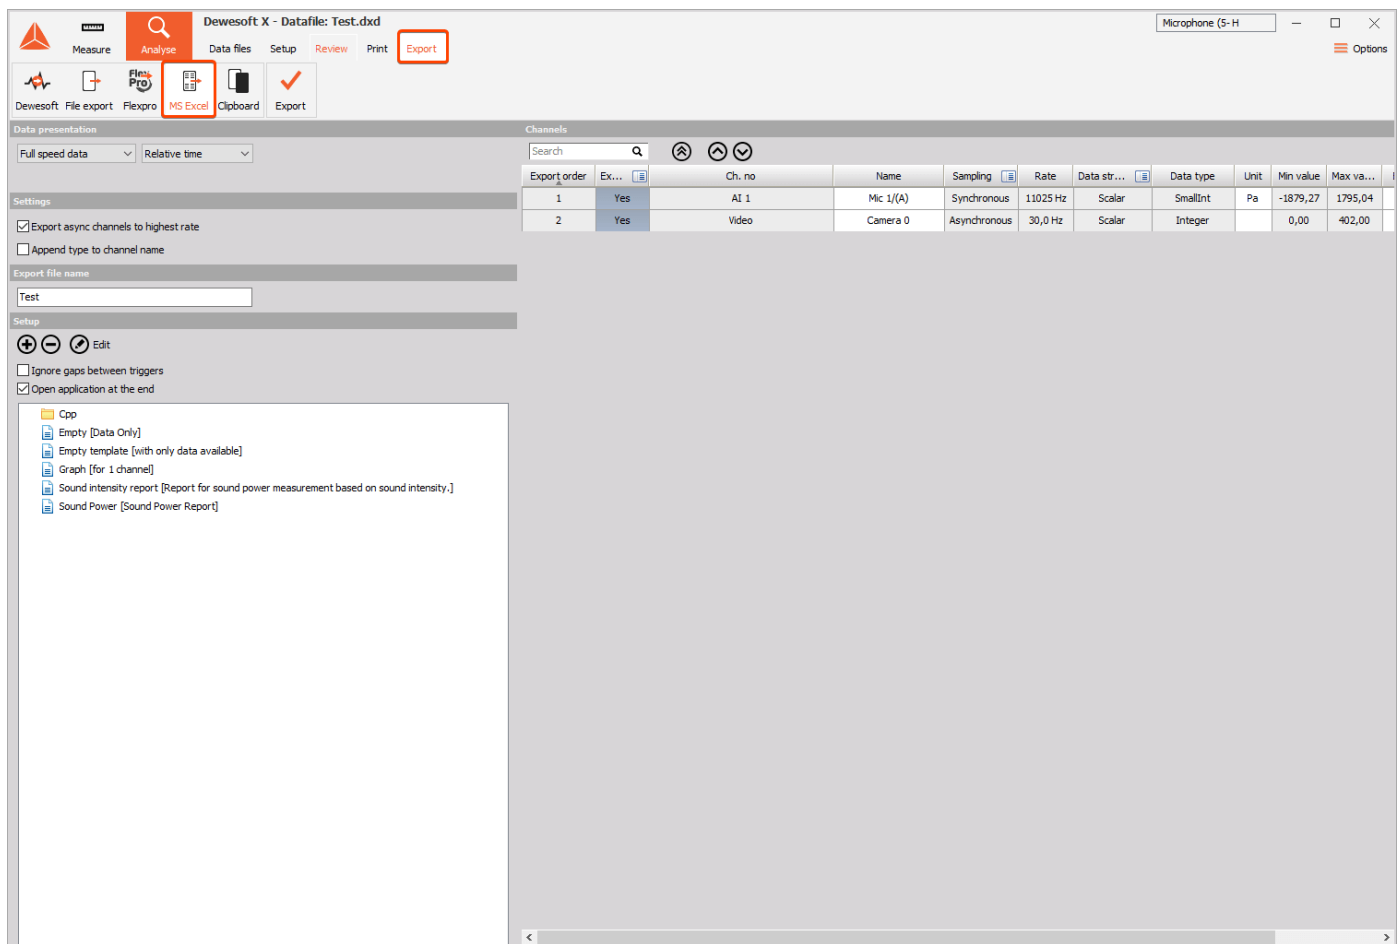 Dewesoft X - Datafile: Test.dxd
Microphone (5- H
Measure Analyse Data files Setup Review Print Export Options
Flex Pro
Dewesoft File export Flexpro MS Excel Clipboard Export
Data presentation
Full speed data Relative time
Settings
Export async channels to highest rate
Append type to channel name
Export file name
Test
Setup
Edit
Ignore gaps between triggers
Open application at the end
Cpp
Empty [Data Only]
Empty template [with only data available]
Graph [for 1 channel]
Sound intensity report [Report for sound power measurement based on sound intensity.]
Sound Power [Sound Power Report]
Channels
Search
Export order Ex... Ch. no Name Sampling Rate Data str... Data type Unit Min value Max va...
1 Yes AI 1 Mic 1/(A) Synchronous 11025 Hz Scalar SmallInt Pa -1879,27 1795,04
2 Yes Video Camera 0 Asynchronous 30,0 Hz Scalar Integer 0,00 402,00